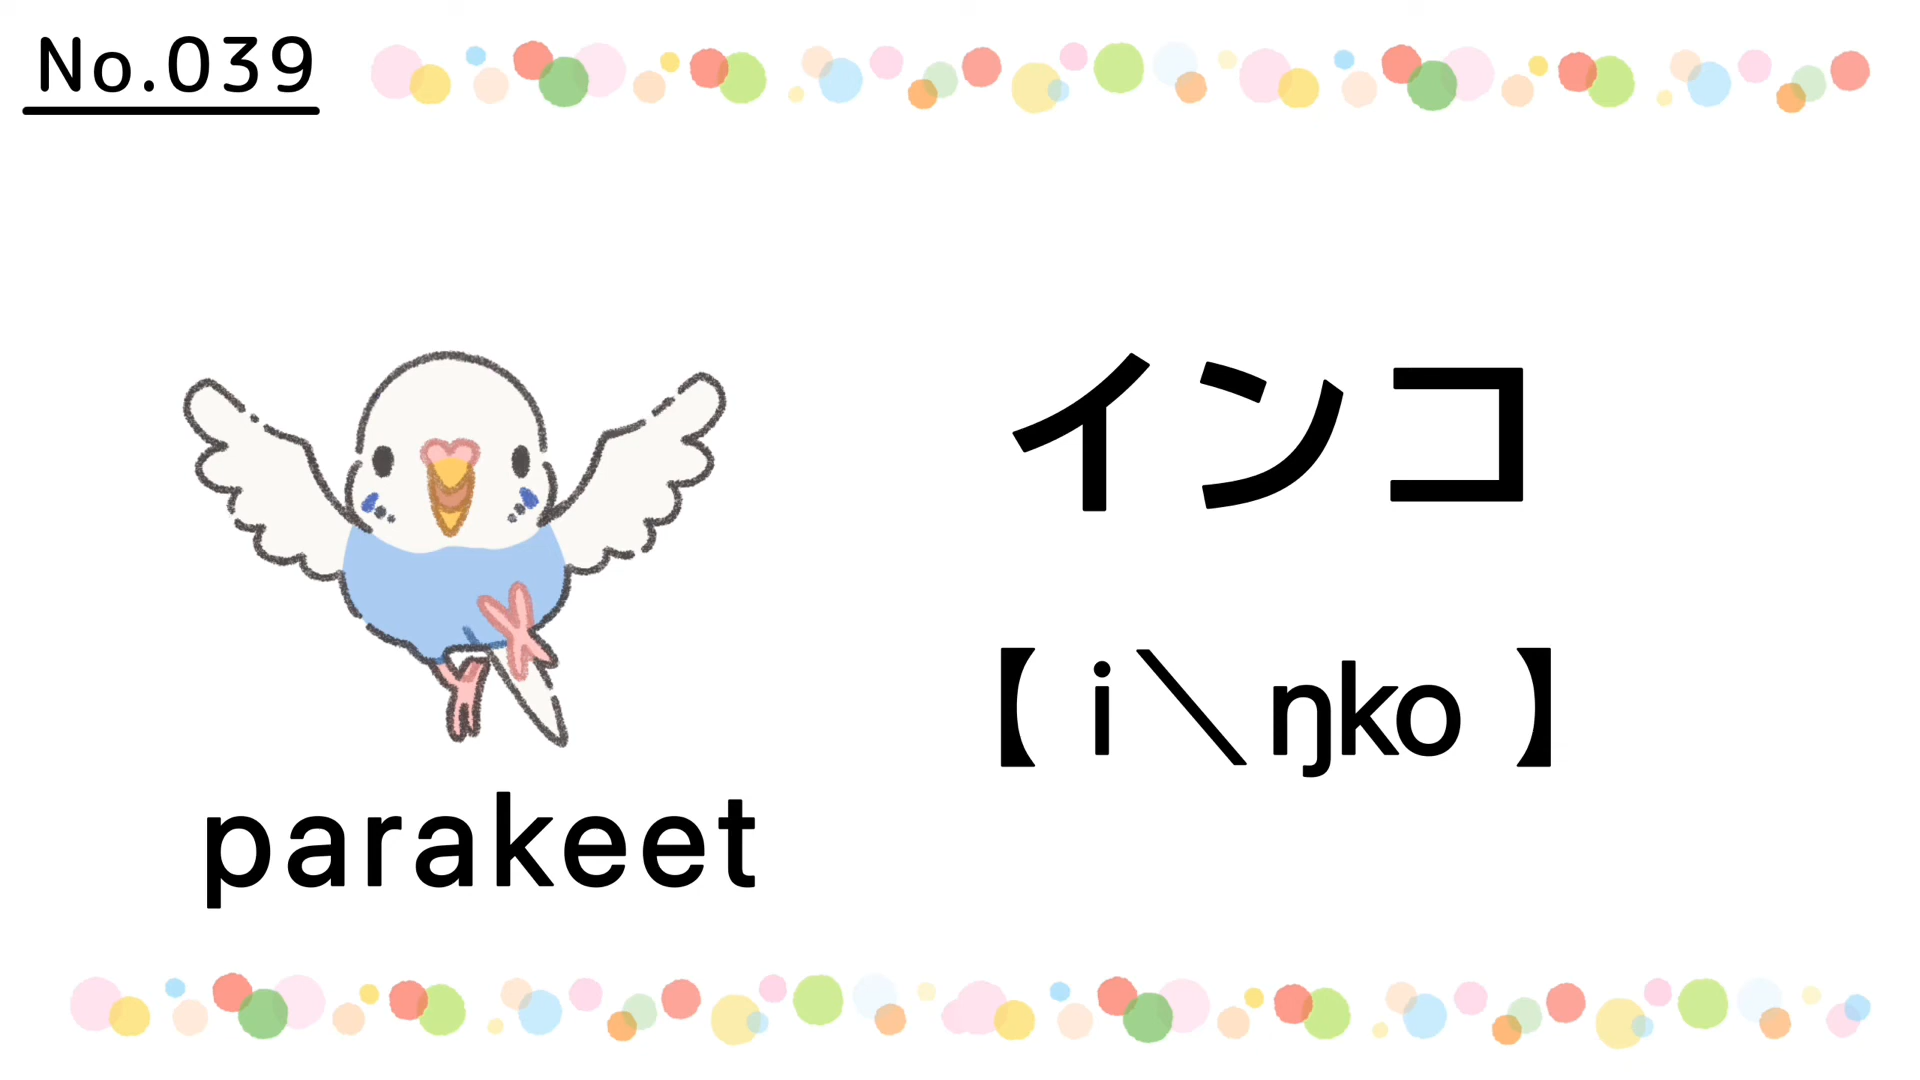 No.039
インコ
【 i＼ŋko 】
parakeet